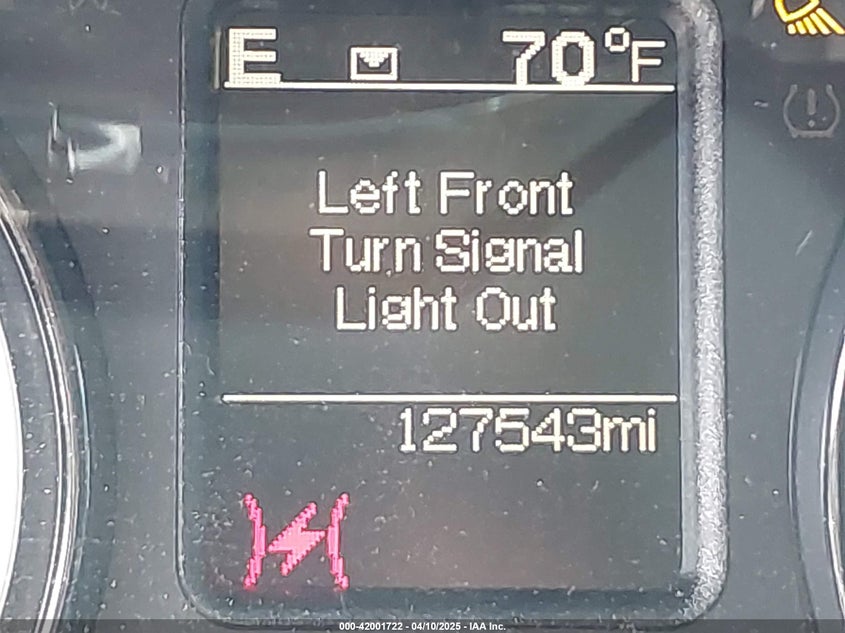 E 70°F
Left Front
Turn Signal
Light Out
127543mi
000-42001722 - 04/10/2025 - IAA Inc.